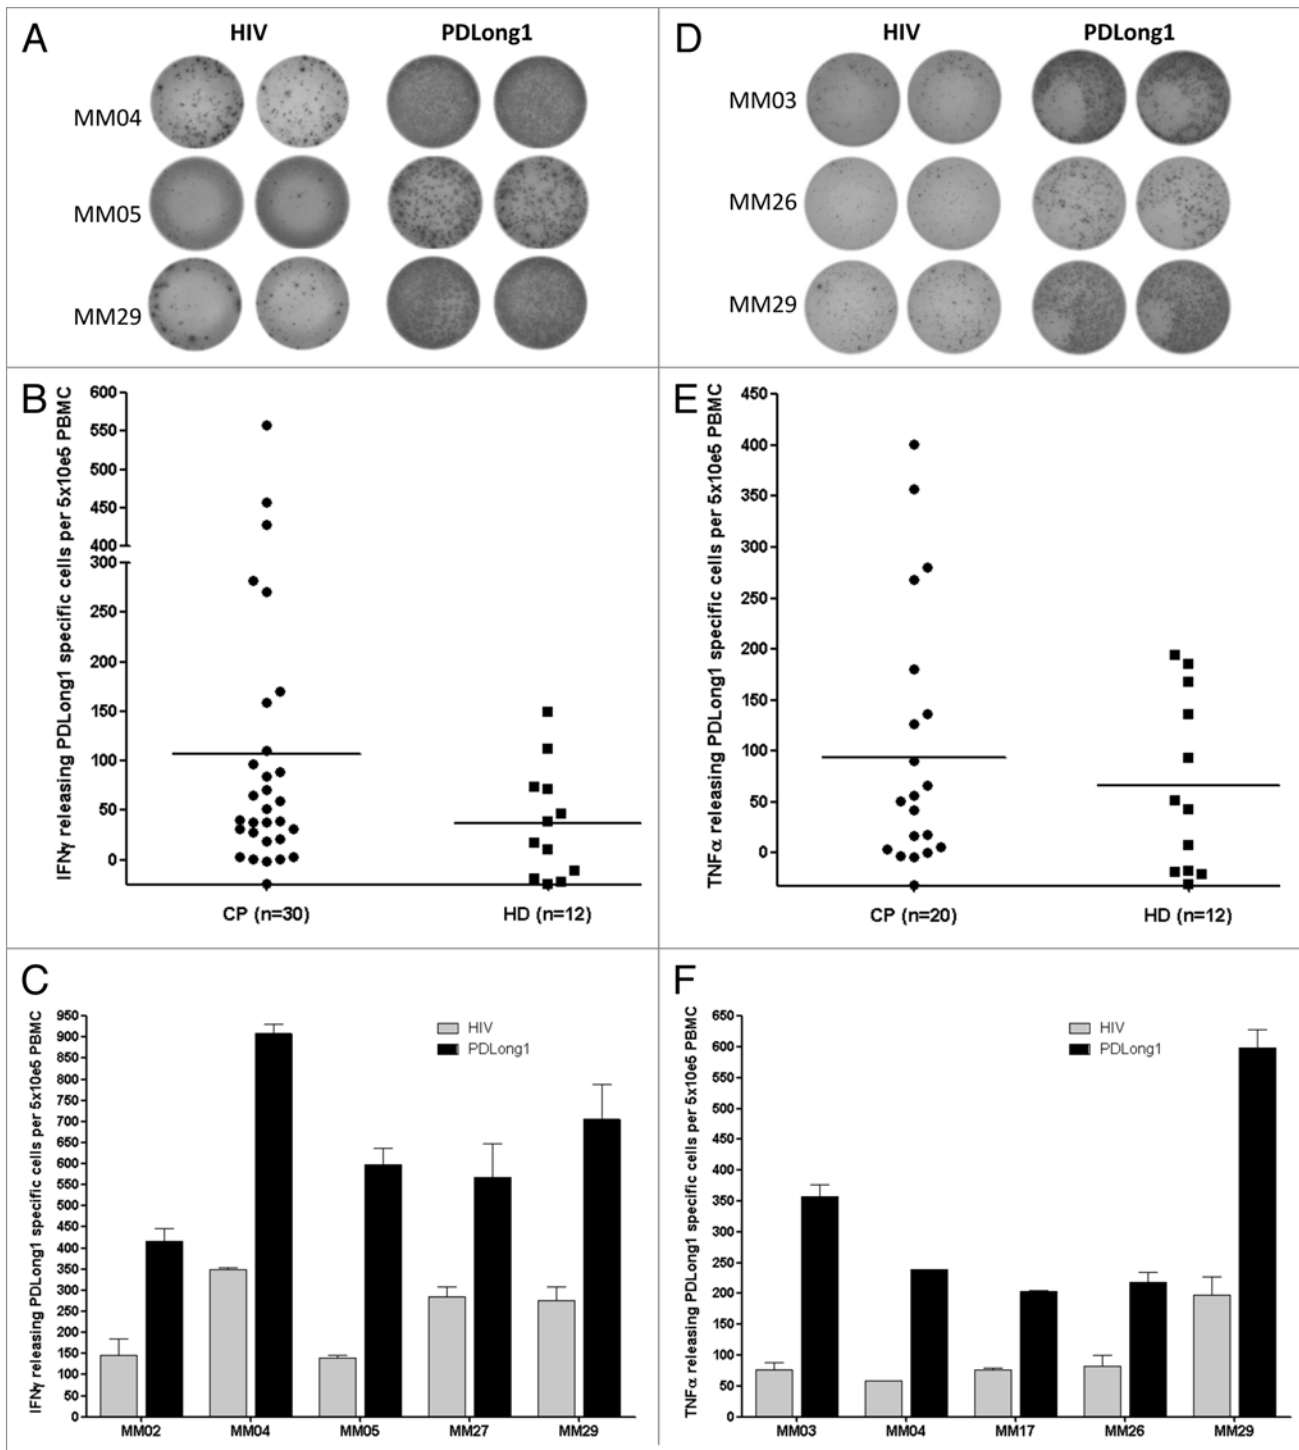 A
HIV
PDLong1
MM04
MM05
MM29
D
HIV
PDLong1
MM03
MM26
MM29
B
IFNγ releasing PDLong1 specific cells per 5x10e5 PBMC
600
550
500
450
400
300
250
200
150
100
50
0
CP (n=30)
HD (n=12)
E
TNFα releasing PDLong1 specific cells per 5x10e5 PBMC
450
400
350
300
250
200
150
100
50
0
CP (n=20)
HD (n=12)
C
IFNγ releasing PDLong1 specific cells per 5x10e5 PBMC
950
900
850
800
750
700
650
600
550
500
450
400
350
300
250
200
150
100
50
0
HIV
PDLong1
MM02
MM04
MM05
MM27
MM29
F
TNFα releasing PDLong1 specific cells per 5x10e5 PBMC
650
600
550
500
450
400
350
300
250
200
150
100
50
0
HIV
PDLong1
MM03
MM04
MM17
MM26
MM29